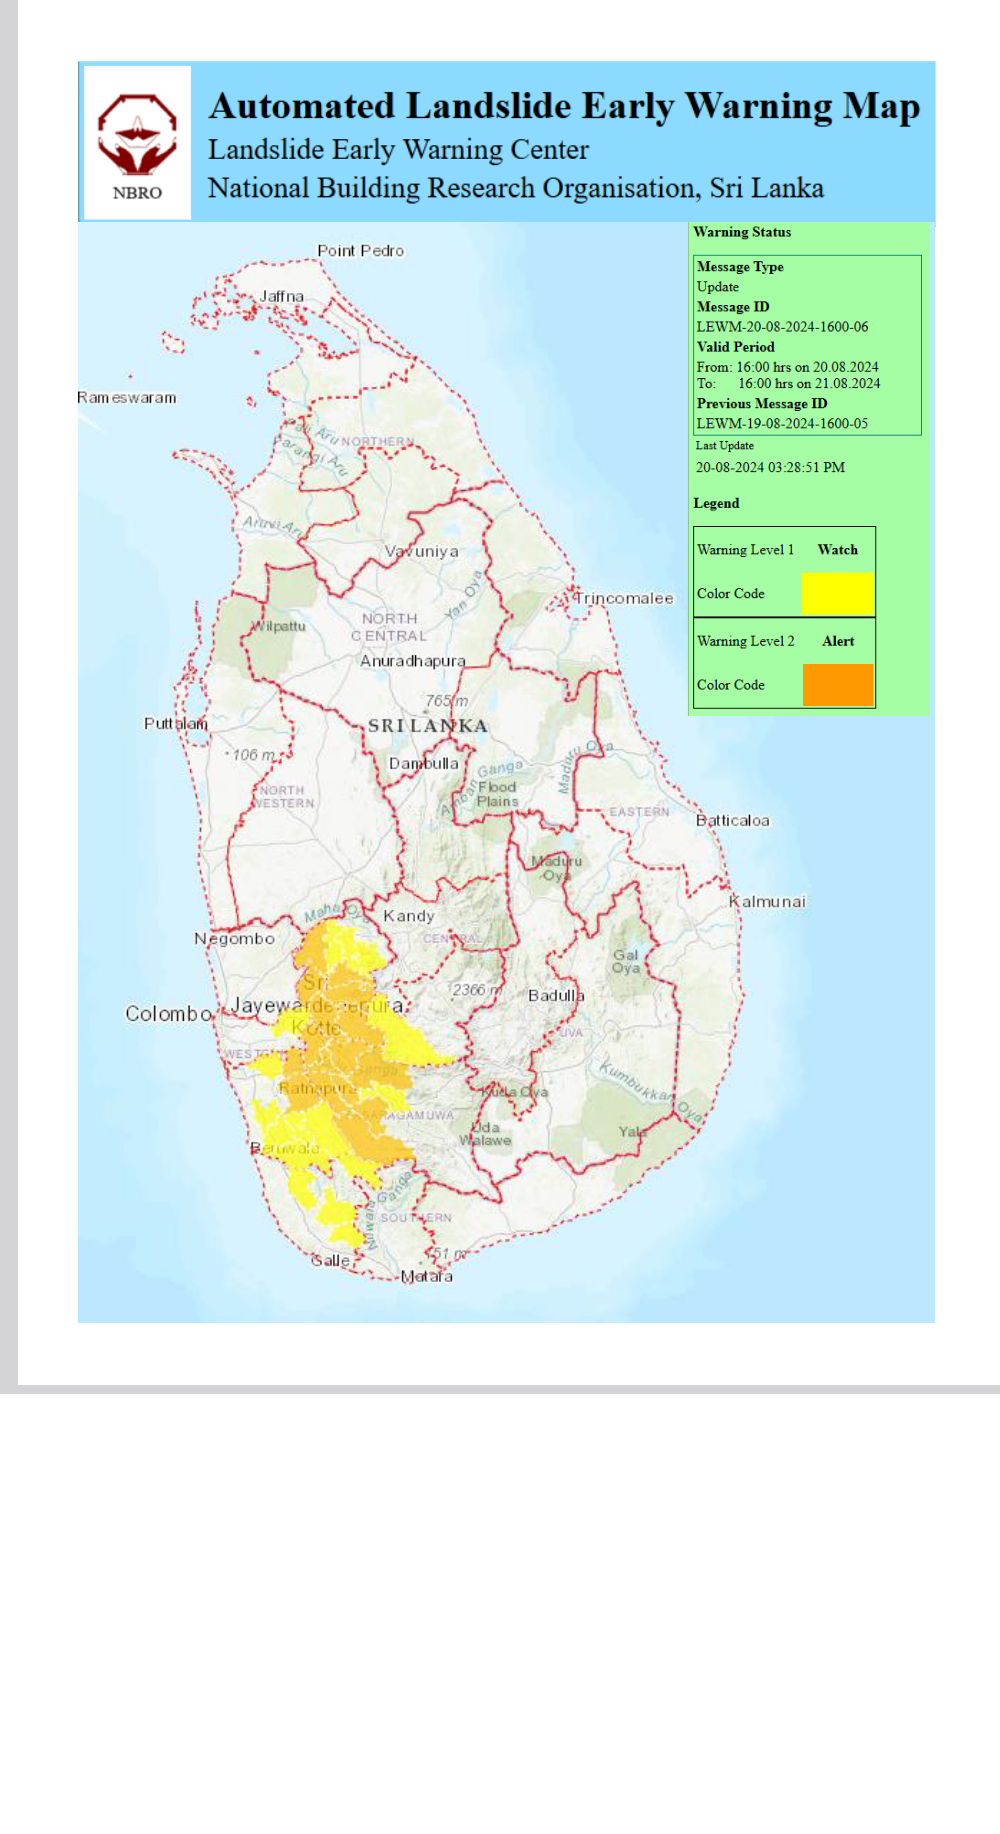 Automated Landslide Early Warning Map
Landslide Early Warning Center
National Building Research Organisation, Sri Lanka
NBRO
Warning Status
Message Type
Update
Message ID
LEWM-20-08-2024-1600-06
Valid Period
From: 16:00 hrs on 20.08.2024
To: 16:00 hrs on 21.08.2024
Previous Message ID
LEWM-19-08-2024-1600-05
Last Update
20-08-2024 03:28:51 PM
Legend
Warning Level 1 Watch
Color Code
Warning Level 2 Alert
Color Code
Point Pedro
Jaffna
Rameswaram
Pali Aru
NORTHERN
Parangi Aru
Aruvi Aru
Vavuniya
Yan Oya
Trincomalee
Wilpattu
NORTH
CENTRAL
Anuradhapura
765 m
Puttalam
SRI LANKA
106 m
Dambulla
Maduru Oya
Amban Ganga
Flood
Plains
NORTH
WESTERN
EASTERN
Batticaloa
Maduru
Oya
Kalmunai
Maha Oya
Kandy
Negombo
CENTRAL
Gal
Oya
Sri
Jayewardenepura
Kotte
2366 m
Badulla
Colombo
UVA
WESTERN
Ganga
Ratnapura
Kuda Oya
Kumbukkan Oya
SABARAGAMUWA
Uda
Walawe
Yala
Beruwala
Nilwala Ganga
SOUTHERN
Galle
151 m
Matara